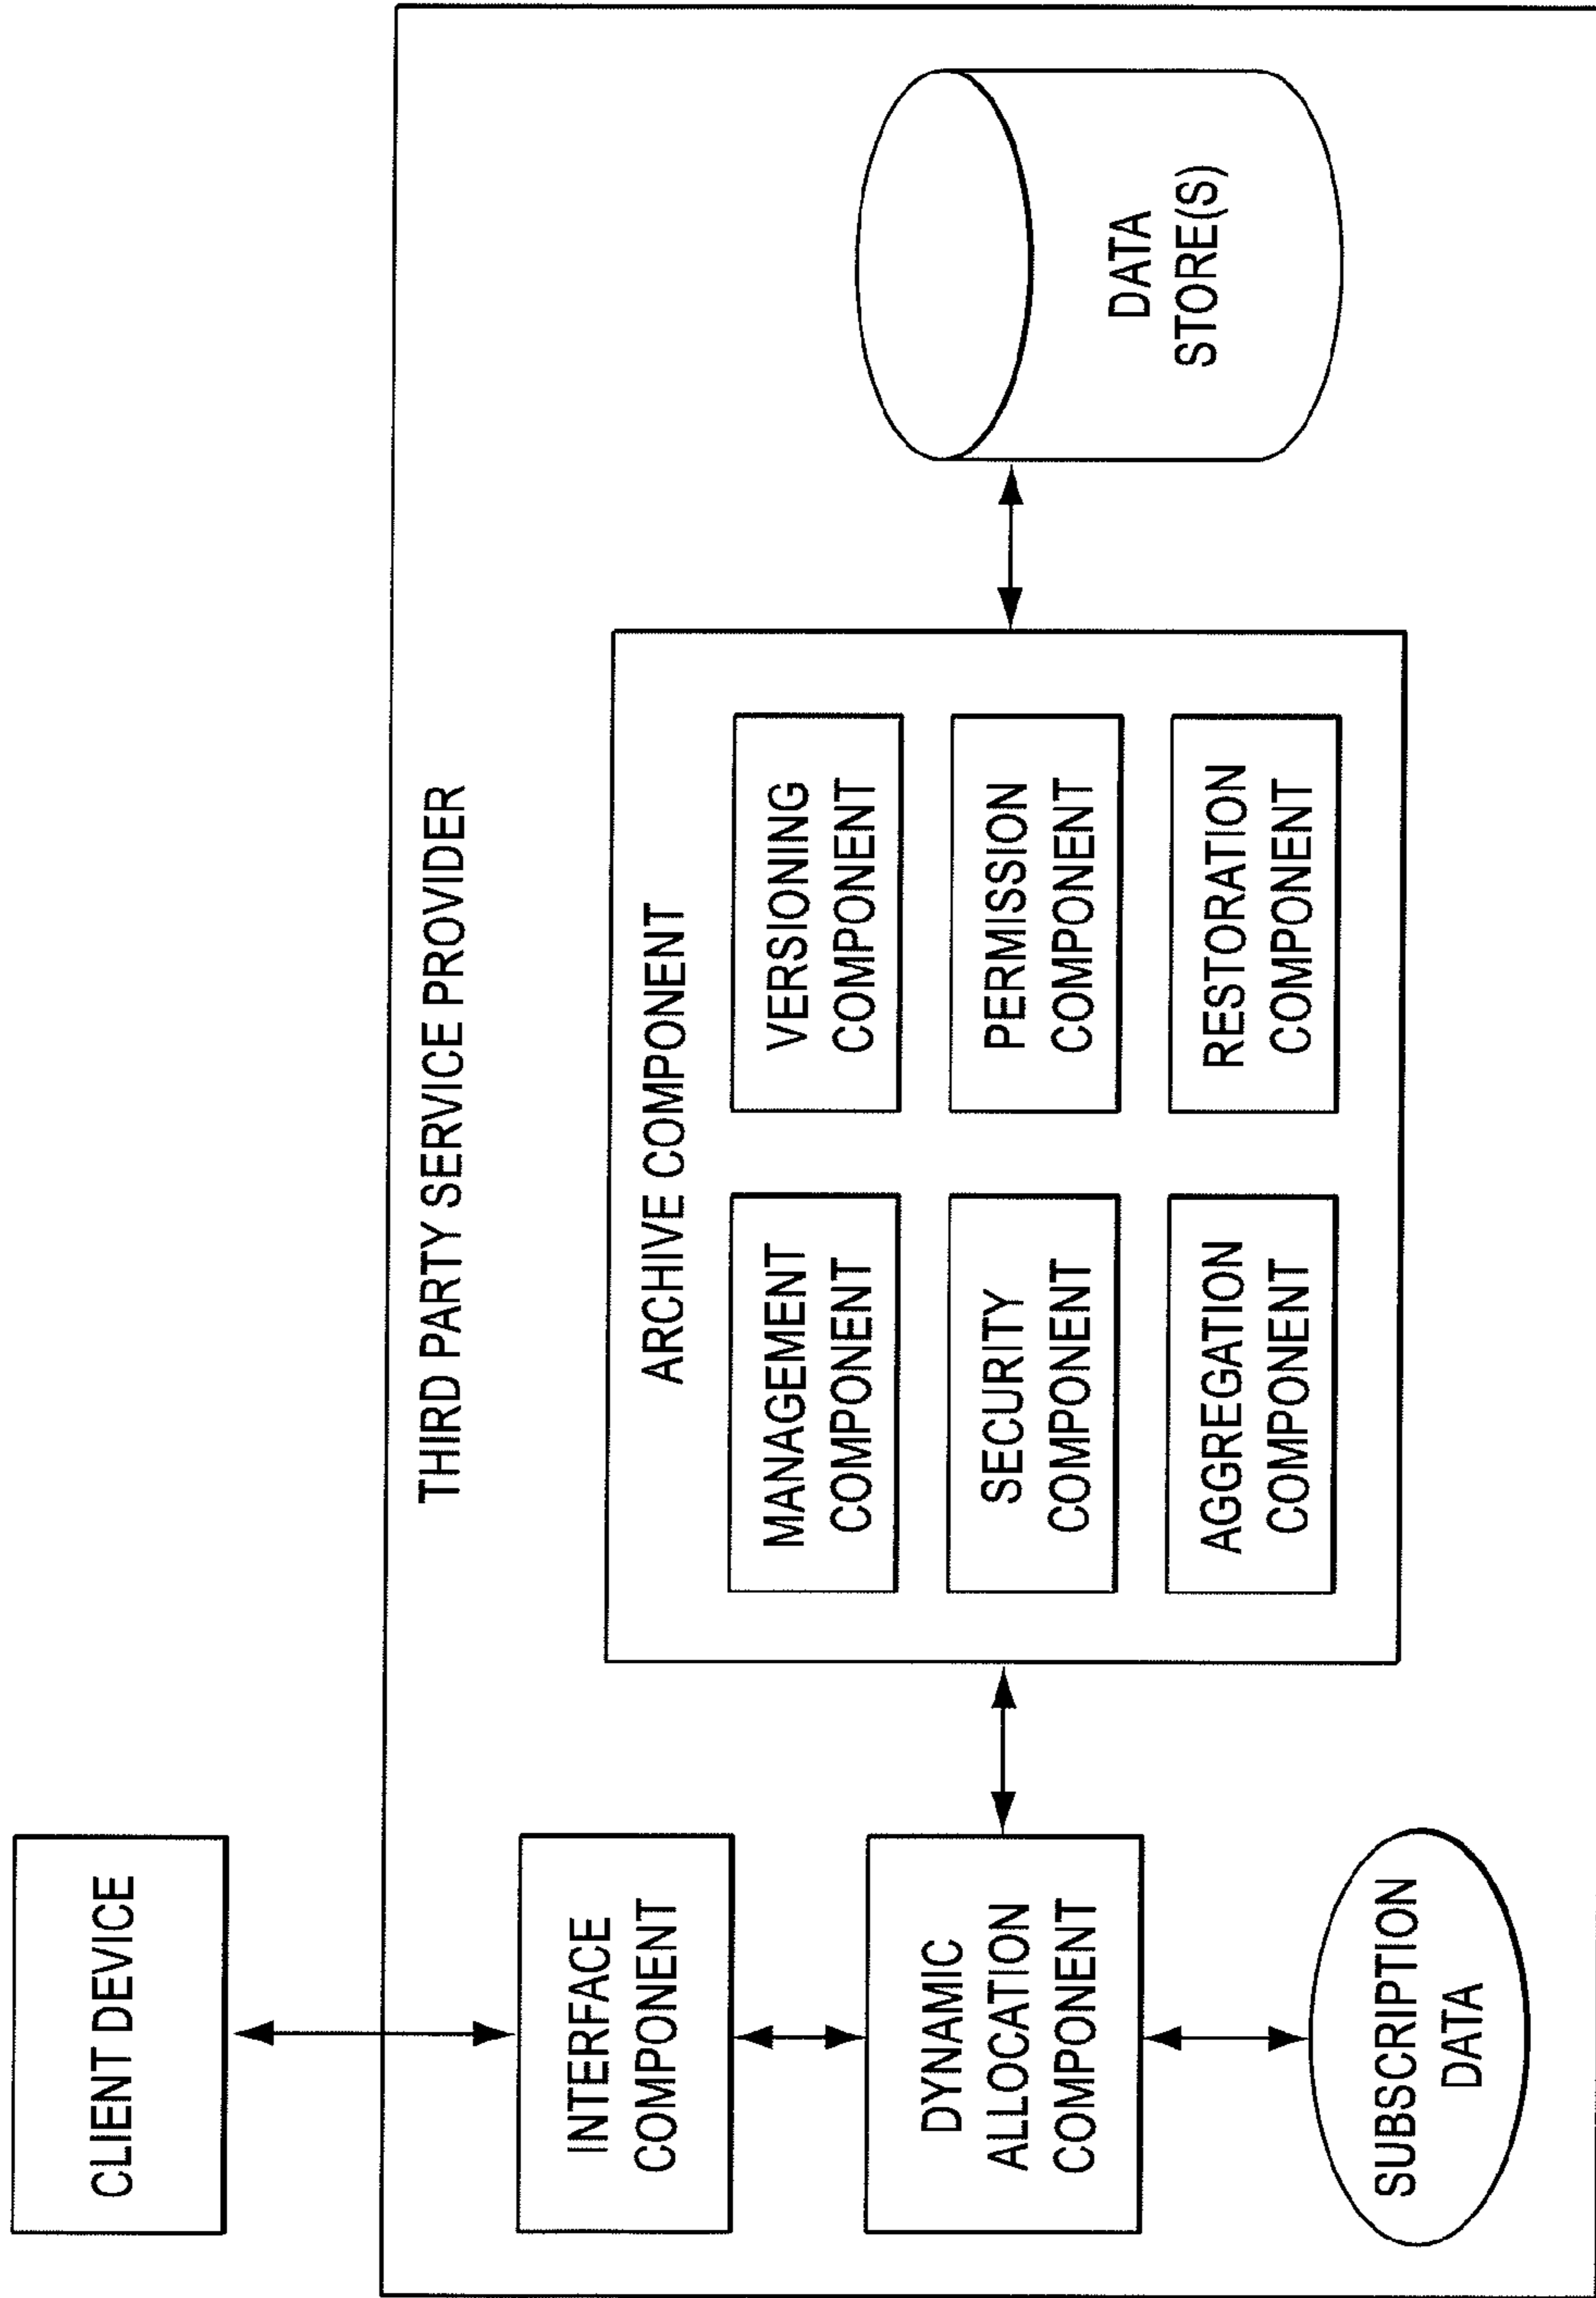 CLIENT DEVICE
THIRD PARTY SERVICE PROVIDER
INTERFACE
COMPONENT
DYNAMIC
ALLOCATION
COMPONENT
SUBSCRIPTION
DATA
ARCHIVE COMPONENT
MANAGEMENT
COMPONENT
VERSIONING
COMPONENT
SECURITY
COMPONENT
PERMISSION
COMPONENT
AGGREGATION
COMPONENT
RESTORATION
COMPONENT
DATA
STORE(S)